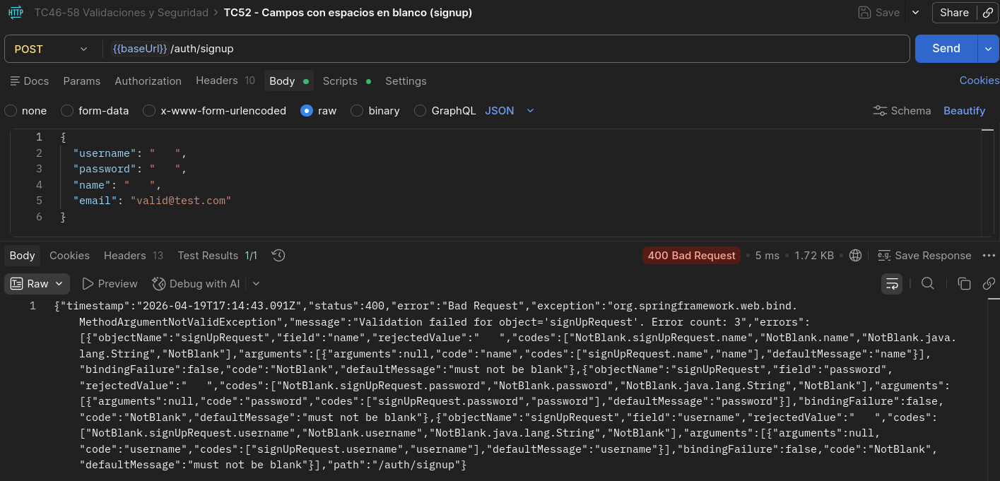 HTTP TC46-58 Validaciones y Seguridad > TC52 - Campos con espacios en blanco (signup) Save Share
POST {{baseUrl}} /auth/signup Send
Docs Params Authorization Headers 10 Body Scripts Settings Cookies
none form-data x-www-form-urlencoded raw binary GraphQL JSON Schema Beautify
1 {
2 "username": "   ",
3 "password": "   ",
4 "name": "   ",
5 "email": "valid@test.com"
6 }
Body Cookies Headers 13 Test Results 1/1 400 Bad Request • 5 ms • 1.72 KB • e.g. Save Response
Raw Preview Debug with AI
1 {"timestamp":"2026-04-19T17:14:43.091Z","status":400,"error":"Bad Request","exception":"org.springframework.web.bind.
MethodArgumentNotValidException","message":"Validation failed for object='signUpRequest'. Error count: 3","errors":
[{"objectName":"signUpRequest","field":"name","rejectedValue":"   ","codes":["NotBlank.signUpRequest.name","NotBlank.name","NotBlank.java.
lang.String","NotBlank"],"arguments":[{"arguments":null,"code":"name","codes":["signUpRequest.name","name"],"defaultMessage":"name"}],
"bindingFailure":false,"code":"NotBlank","defaultMessage":"must not be blank"},{"objectName":"signUpRequest","field":"password",
"rejectedValue":"   ","codes":["NotBlank.signUpRequest.password","NotBlank.password","NotBlank.java.lang.String","NotBlank"],"arguments":
[{"arguments":null,"code":"password","codes":["signUpRequest.password","password"],"defaultMessage":"password"}],"bindingFailure":false,
"code":"NotBlank","defaultMessage":"must not be blank"},{"objectName":"signUpRequest","field":"username","rejectedValue":"   ","codes":
["NotBlank.signUpRequest.username","NotBlank.username","NotBlank.java.lang.String","NotBlank"],"arguments":[{"arguments":null,
"code":"username","codes":["signUpRequest.username","username"],"defaultMessage":"username"}],"bindingFailure":false,"code":"NotBlank",
"defaultMessage":"must not be blank"}],"path":"/auth/signup"}